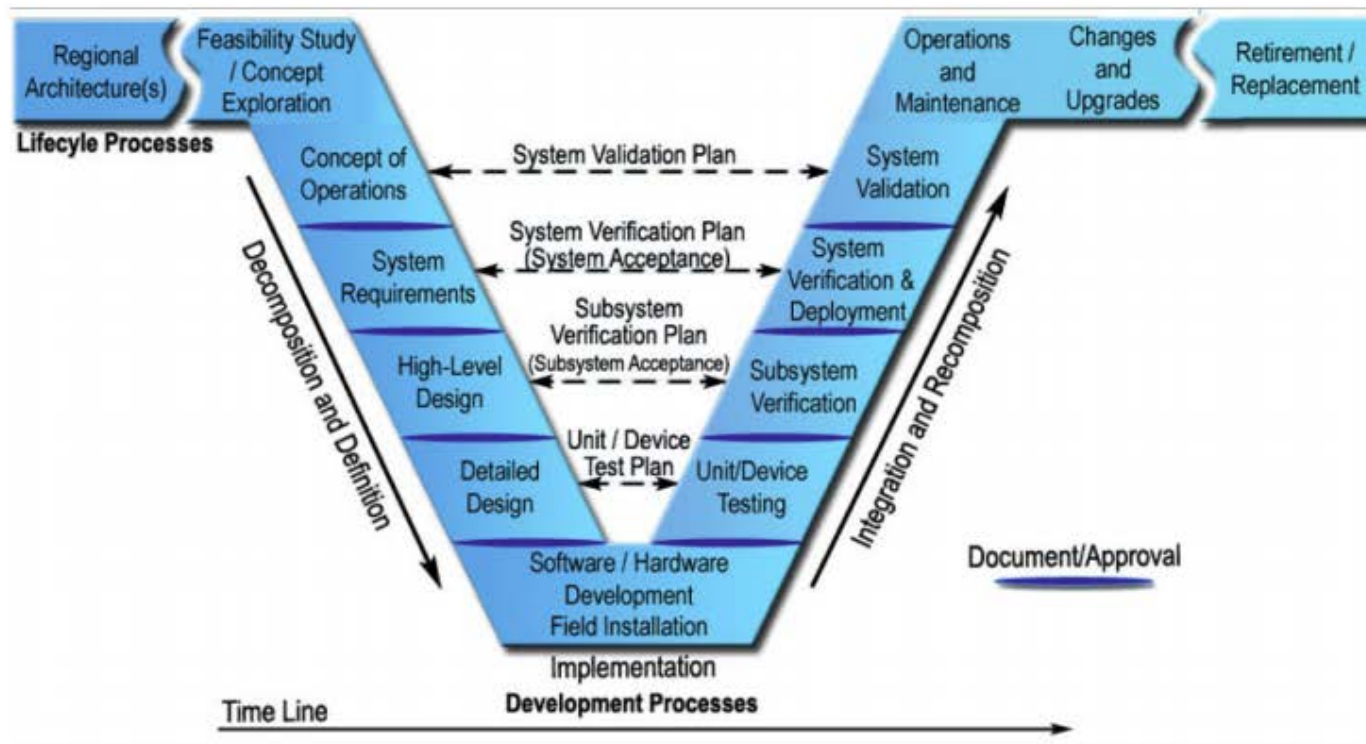 Regional
Architecture(s)
Feasibility Study
/ Concept
Exploration
Operations
and
Maintenance
Changes
and
Upgrades
Retirement /
Replacement
Lifecyle Processes
Concept of
Operations
System Validation Plan
System
Validation
System
Requirements
System Verification Plan
(System Acceptance)
System
Verification &
Deployment
High-Level
Design
Subsystem
Verification Plan
(Subsystem Acceptance)
Subsystem
Verification
Detailed
Design
Unit / Device
Test Plan
Unit/Device
Testing
Decomposition and Definition
Integration and Recomposition
Software / Hardware
Development
Field Installation
Document/Approval
Implementation
Development Processes
Time Line